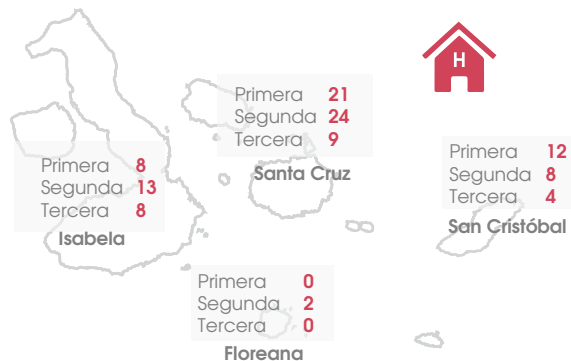 H
Primera 21
Segunda 24
Tercera 9
Santa Cruz
Primera 12
Segunda 8
Tercera 4
San Cristóbal
Primera 8
Segunda 13
Tercera 8
Isabela
Primera 0
Segunda 2
Tercera 0
Floreana